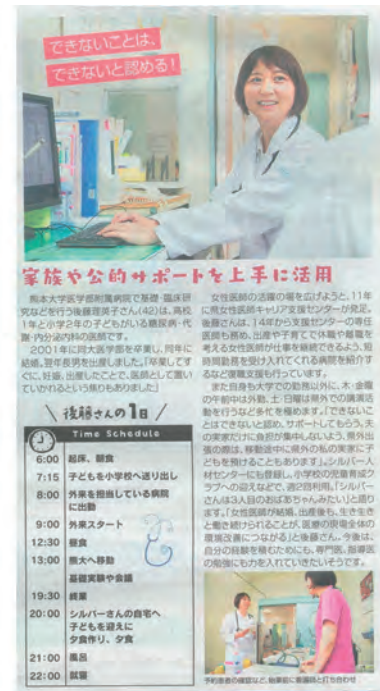 できないことは、
できないと認める!
家族や公的サポートを上手に活用
熊本大学医学部附属病院で基礎・臨床研
究などを行う後藤理英子さん(42)は、高校
1年と小学2年の子どもがいる糖尿病・代
謝・内分泌内科の医師です。
2001年に同大医学部を卒業し、同年に
結婚。翌年長男を出産しました。「卒業してす
ぐに、妊娠、出産したことで、医師として置い
ていかれるという焦りもありました」
後藤さんの1日
Time Schedule
6:00 起床、朝食
7:15 子どもを小学校へ送り出し
8:00 外来を担当している病院
に出勤
9:00 外来スタート
12:30 昼食
13:00 熊大へ移動
基礎実験や会議
19:30 終業
20:00 シルバーさんの自宅へ
子どもを迎えに
夕食作り、夕食
21:00 風呂
22:00 就寝
女性医師の活躍の場を広げようと、11年
に県女性医師キャリア支援センターが発足。
後藤さんは、14年から支援センターの専任
医師も務め、出産や子育てで休職や離職を
考える女性医師が仕事を継続できるよう、短
時間勤務を受け入れてくれる病院を紹介す
るなど復職支援も行っています。
また自身も大学での勤務以外に、木・金曜
の午前中は外勤、土・日曜は県外での講演活
動を行うなど多忙を極めます。「できないこ
とはできないと認め、サポートしてもらう。夫
の実家だけに負担が集中しないよう、県外出
張の際は、移動途中に県外の私の実家に子
どもを預けることもあります」。シルバー人
材センターにも登録し、小学校の児童育成ク
ラブへの迎えなどで、週2回利用。「シルバー
さんは3人目のおばあちゃんみたい」と語り
ます。「女性医師が結婚、出産後も、生き生き
と働き続けられることが、医療の現場全体の
環境改善につながる」と後藤さん。今後は、
自分の経験を積むためにも、専門医、指導医
の勉強にも力を入れていきたいそうです。
予約患者の確認など、始業前に看護師と打ち合わせ